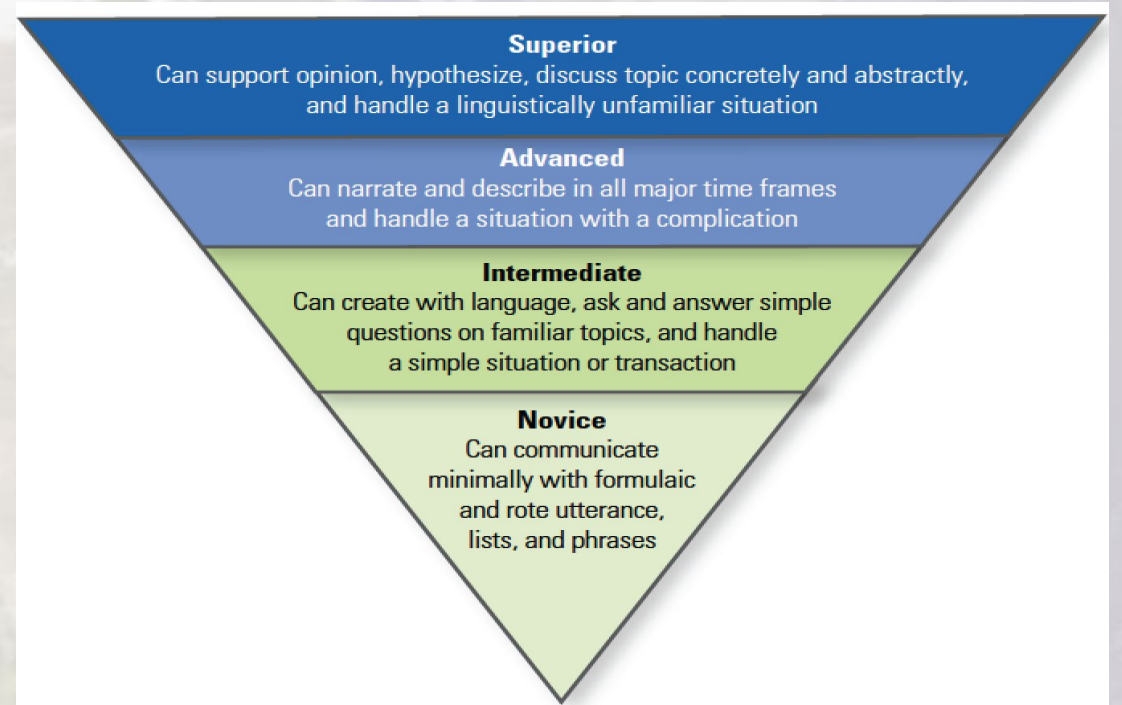 Superior
Can support opinion, hypothesize, discuss topic concretely and abstractly,
and handle a linguistically unfamiliar situation
Advanced
Can narrate and describe in all major time frames
and handle a situation with a complication
Intermediate
Can create with language, ask and answer simple
questions on familiar topics, and handle
a simple situation or transaction
Novice
Can communicate
minimally with formulaic
and rote utterance,
lists, and phrases